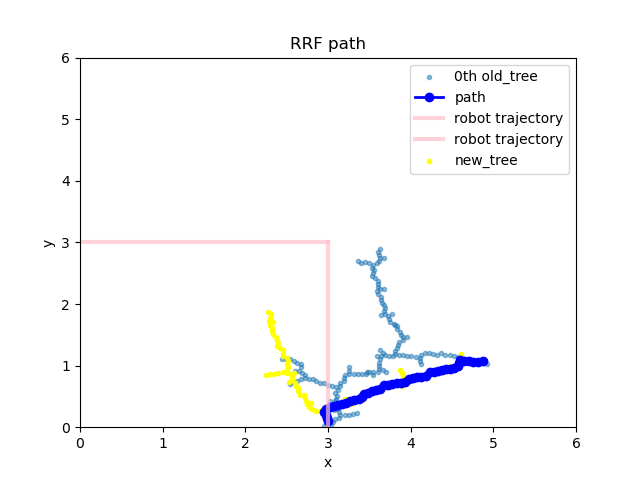 RRF path
0th old_tree
path
robot trajectory
robot trajectory
new_tree
6
5
4
3
2
1
0
y
0 1 2 3 4 5 6
x